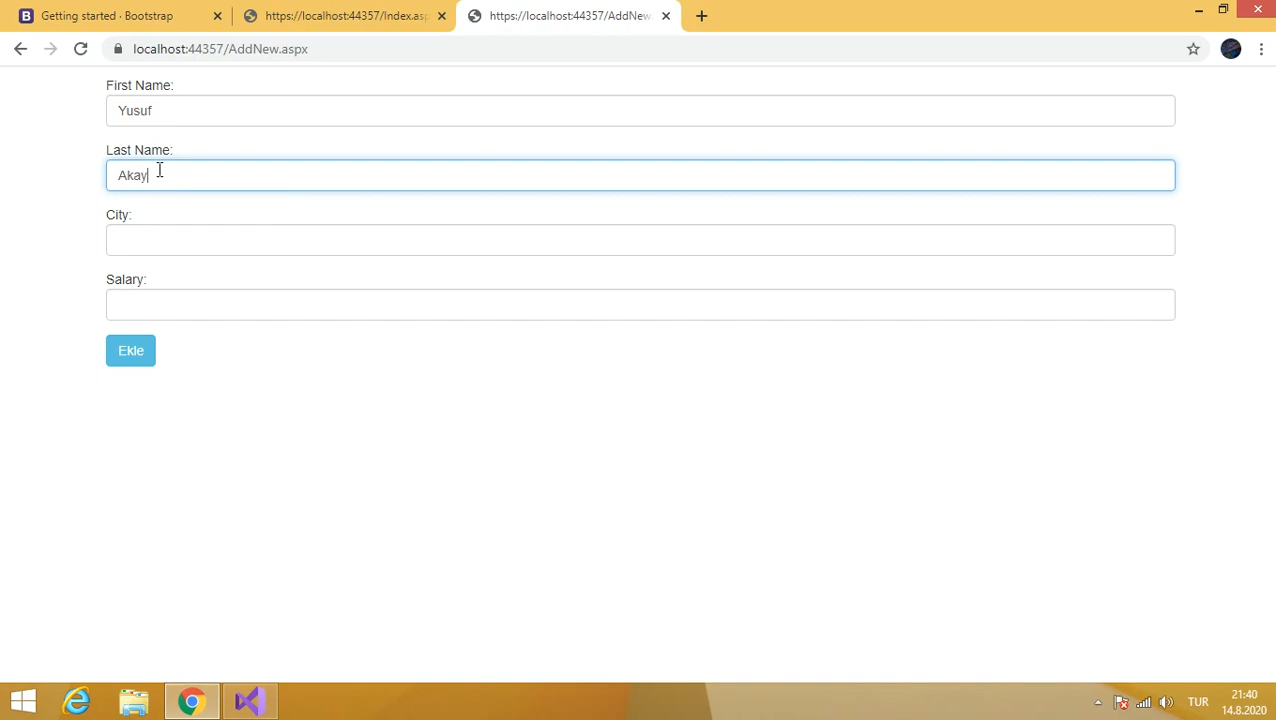 Getting started · Bootstrap
https://localhost:44357/Index.asp
https://localhost:44357/AddNew.
localhost:44357/AddNew.aspx
First Name:
Yusuf
Last Name:
Akay
City:
Salary:
Ekle
TUR
21:40
14.8.2020